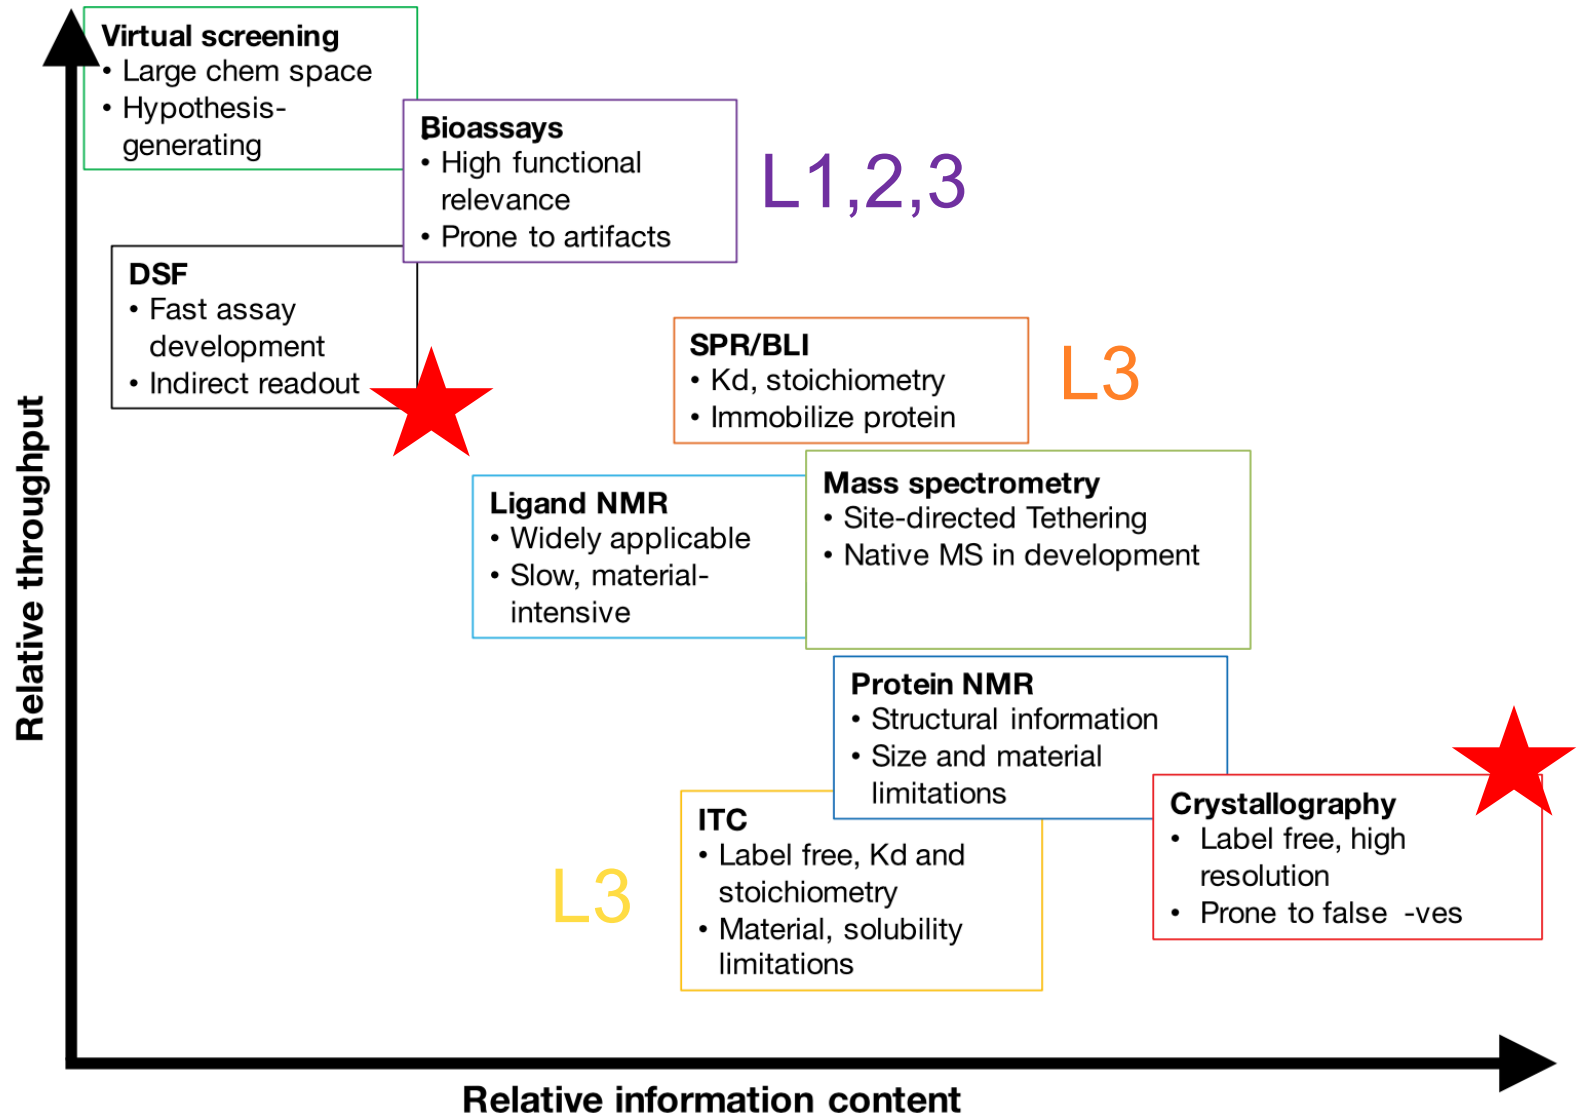 Virtual screening
• Large chem space
• Hypothesis-
generating
Bioassays
• High functional
relevance
• Prone to artifacts
L1,2,3
DSF
• Fast assay
development
• Indirect readout
SPR/BLI
• Kd, stoichiometry
• Immobilize protein
L3
Ligand NMR
• Widely applicable
• Slow, material-
intensive
Mass spectrometry
• Site-directed Tethering
• Native MS in development
Protein NMR
• Structural information
• Size and material
limitations
ITC
• Label free, Kd and
stoichiometry
• Material, solubility
limitations
L3
Crystallography
• Label free, high
resolution
• Prone to false -ves
Relative throughput
Relative information content